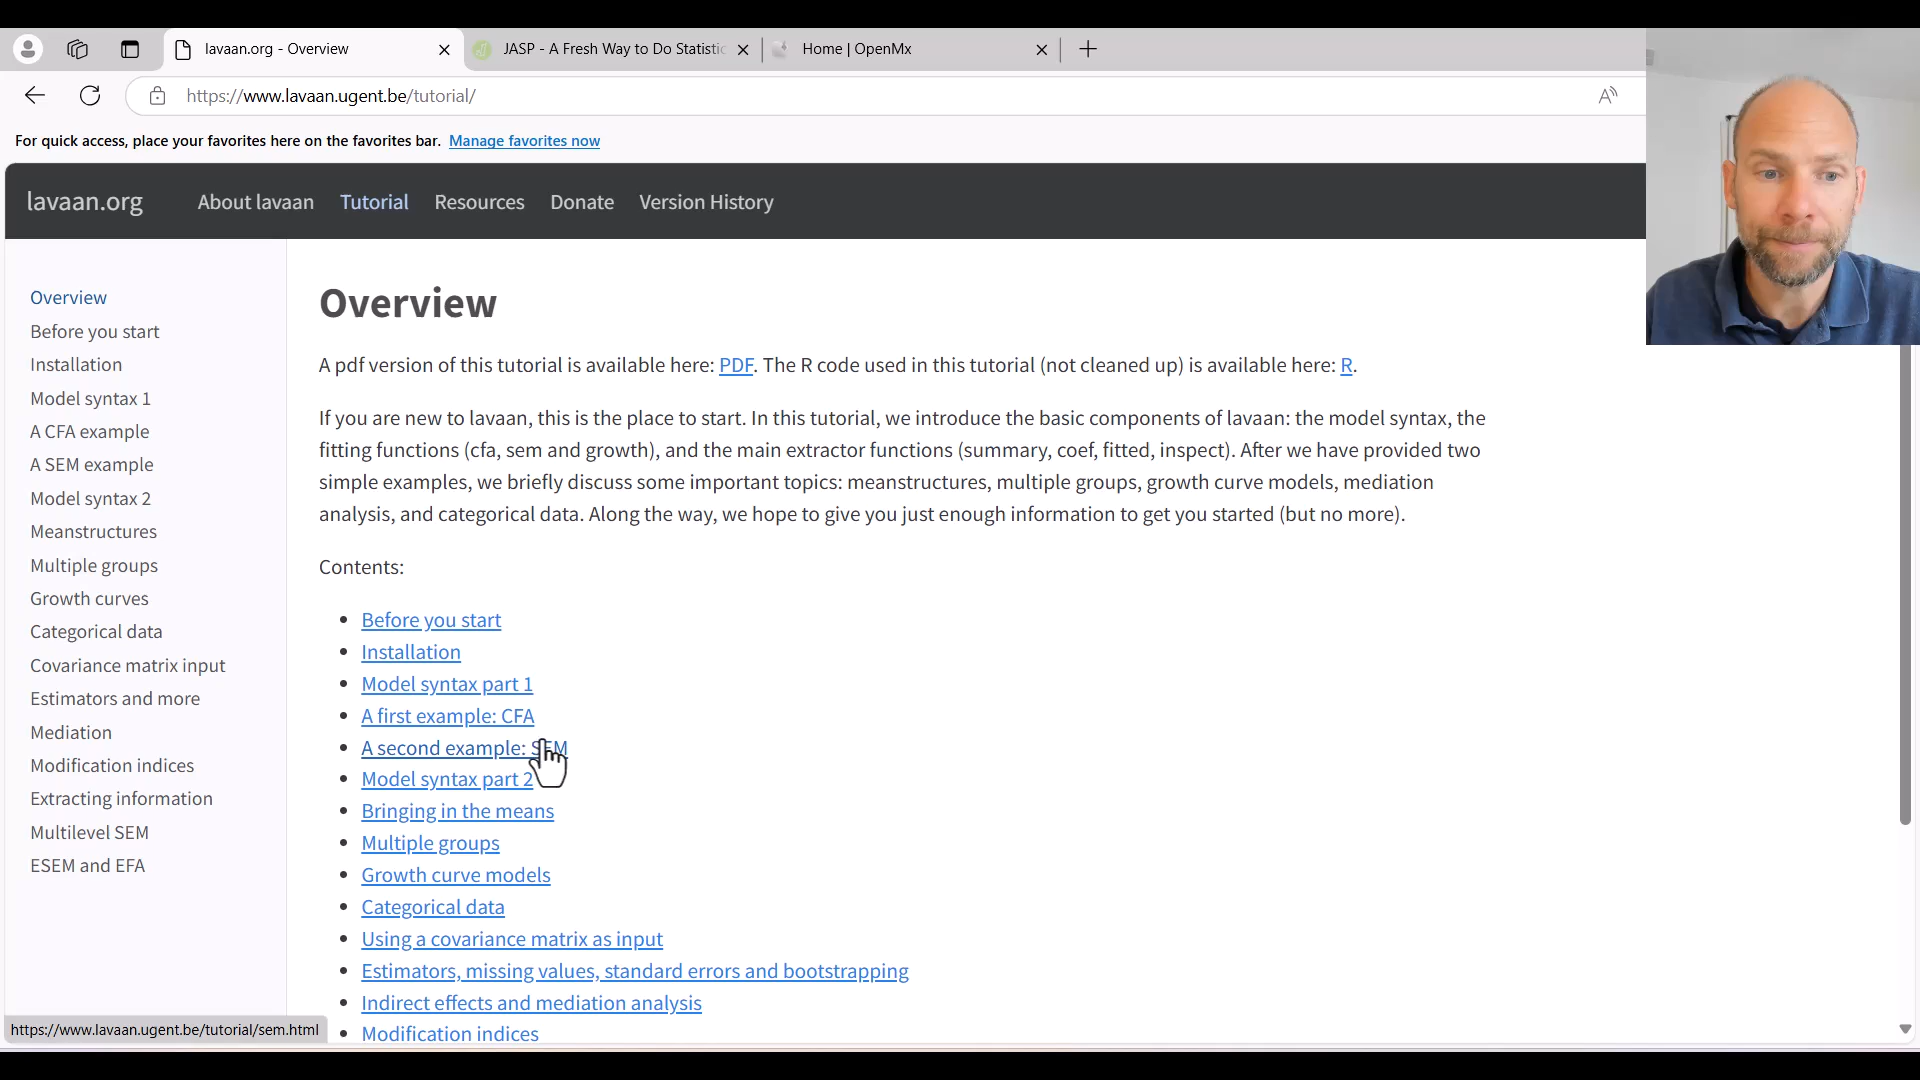 lavaan.org - Overview
JASP - A Fresh Way to Do Statistic
Home | OpenMx
https://www.lavaan.ugent.be/tutorial/
For quick access, place your favorites here on the favorites bar. Manage favorites now
lavaan.org
About lavaan
Tutorial
Resources
Donate
Version History
Overview
Before you start
Installation
Model syntax 1
A CFA example
A SEM example
Model syntax 2
Meanstructures
Multiple groups
Growth curves
Categorical data
Covariance matrix input
Estimators and more
Mediation
Modification indices
Extracting information
Multilevel SEM
ESEM and EFA
Overview
A pdf version of this tutorial is available here: PDF. The R code used in this tutorial (not cleaned up) is available here: R.
If you are new to lavaan, this is the place to start. In this tutorial, we introduce the basic components of lavaan: the model syntax, the
fitting functions (cfa, sem and growth), and the main extractor functions (summary, coef, fitted, inspect). After we have provided two
simple examples, we briefly discuss some important topics: meanstructures, multiple groups, growth curve models, mediation
analysis, and categorical data. Along the way, we hope to give you just enough information to get you started (but no more).
Contents:
Before you start
Installation
Model syntax part 1
A first example: CFA
A second example: SEM
Model syntax part 2
Bringing in the means
Multiple groups
Growth curve models
Categorical data
Using a covariance matrix as input
Estimators, missing values, standard errors and bootstrapping
Indirect effects and mediation analysis
Modification indices
https://www.lavaan.ugent.be/tutorial/sem.html